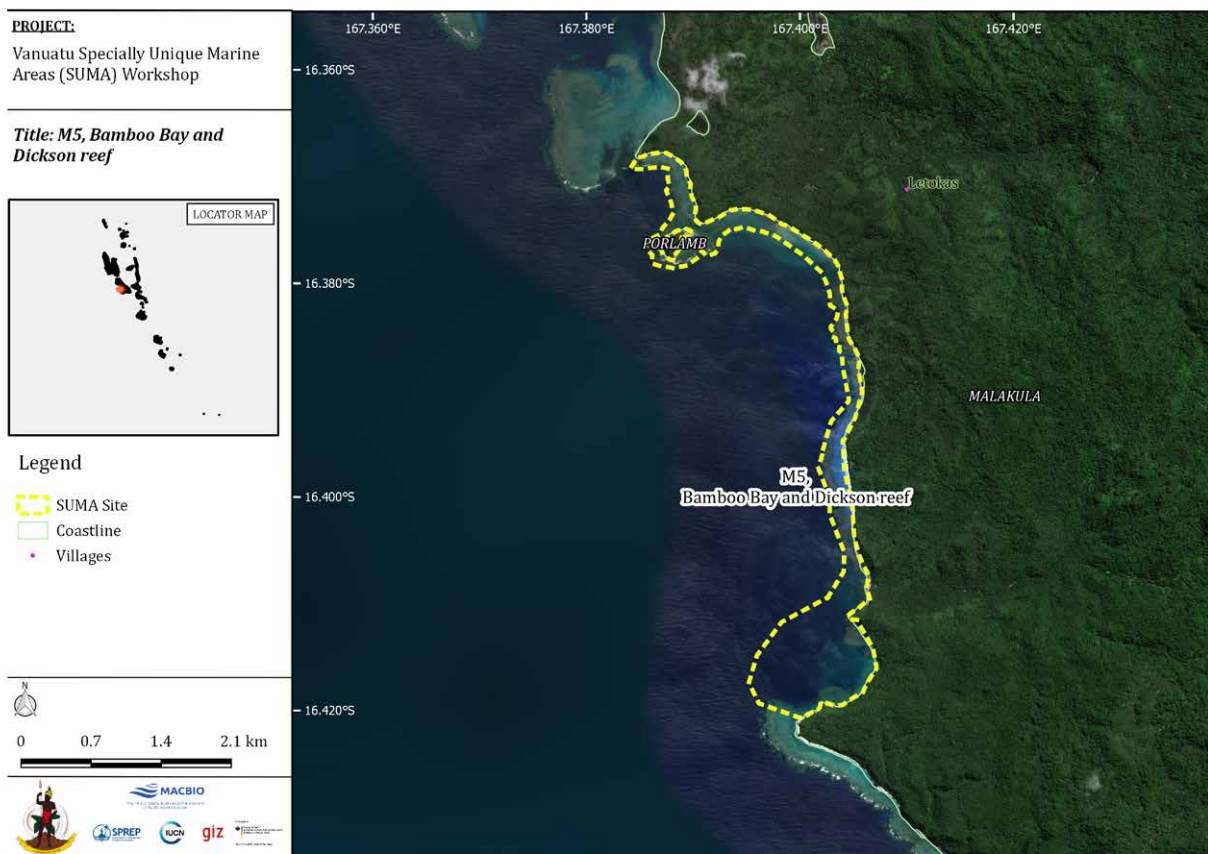 PROJECT:
Vanuatu Specially Unique Marine
Areas (SUMA) Workshop
Title: M5, Bamboo Bay and
Dickson reef
LOCATOR MAP
Legend
SUMA Site
Coastline
Villages
N
0 0.7 1.4 2.1 km
MACBIO
SPREP
IUCN
giz
167.360°E 167.380°E 167.400°E 167.420°E
16.360°S
16.380°S
16.400°S
16.420°S
Letokas
PORLAMB
MALAKULA
M5,
Bamboo Bay and Dickson reef